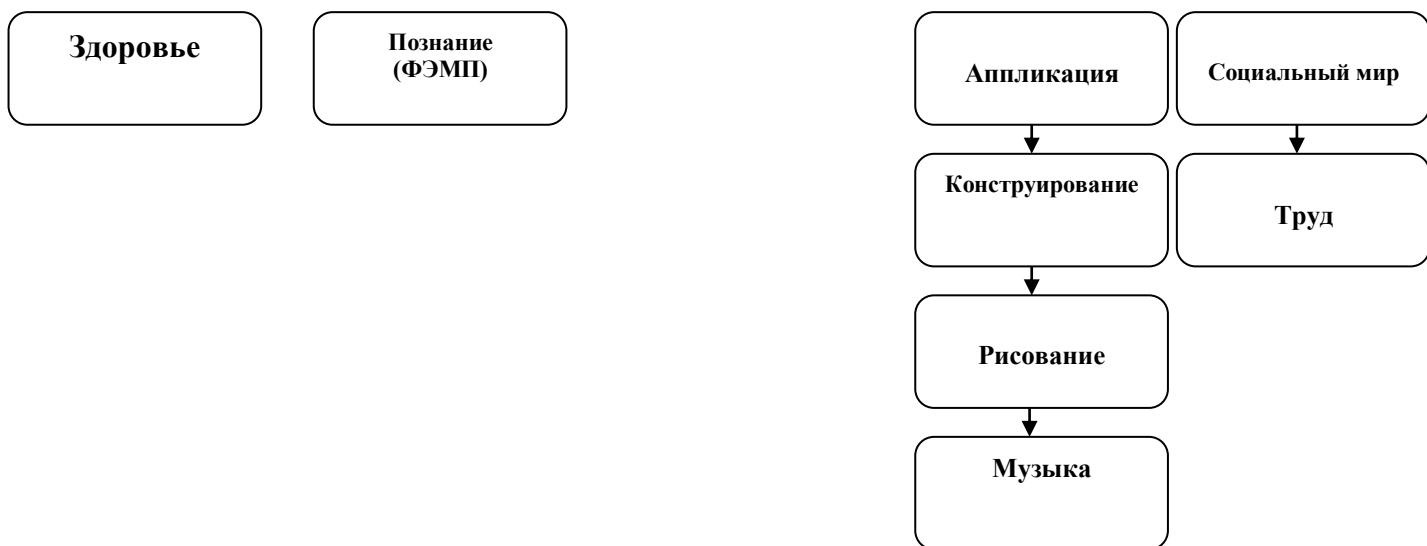 Здоровье
Познание
(ФЭМП)
Аппликация
Социальный мир
Конструирование
Труд
Рисование
Музыка